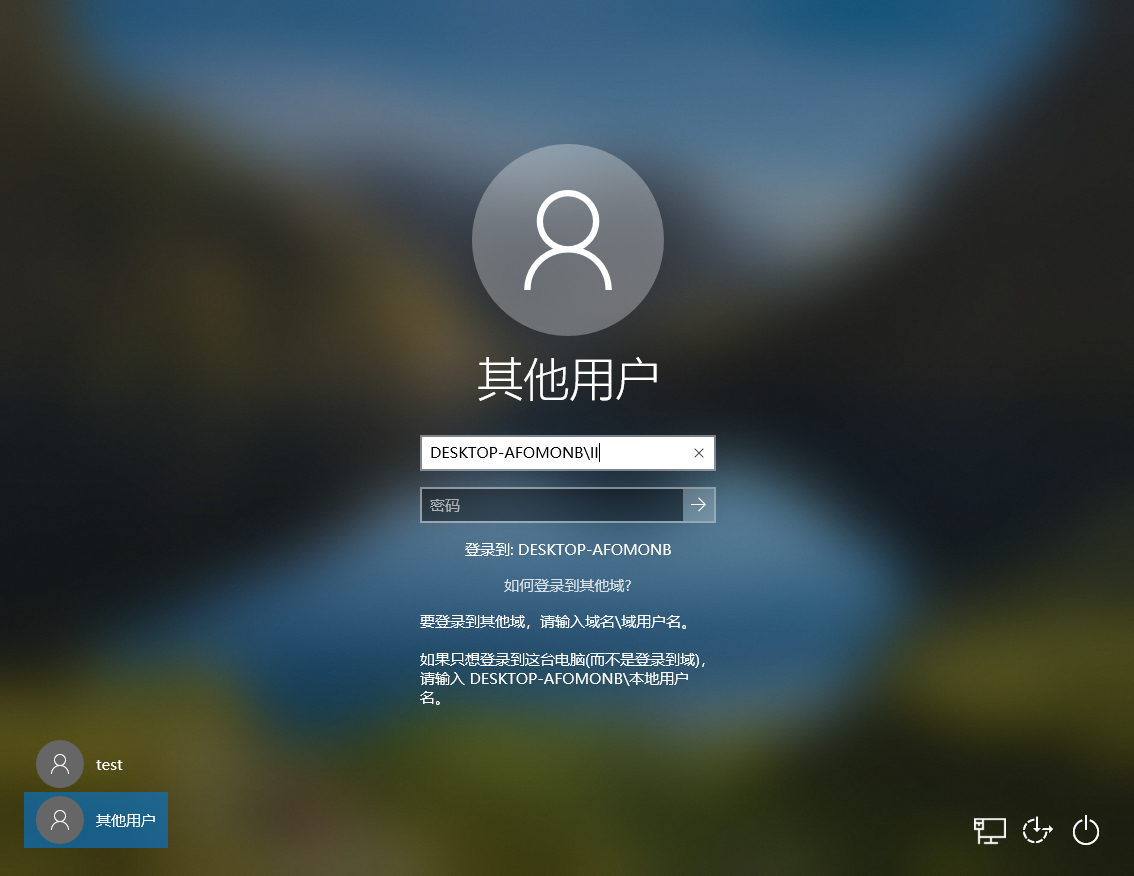 其他用户
DESKTOP-AFOMONB\II
密码
登录到: DESKTOP-AFOMONB
如何登录到其他域?
要登录到其他域，请输入域名\域用户名。
如果只想登录到这台电脑(而不是登录到域)，
请输入 DESKTOP-AFOMONB\本地用户
名。
test
其他用户